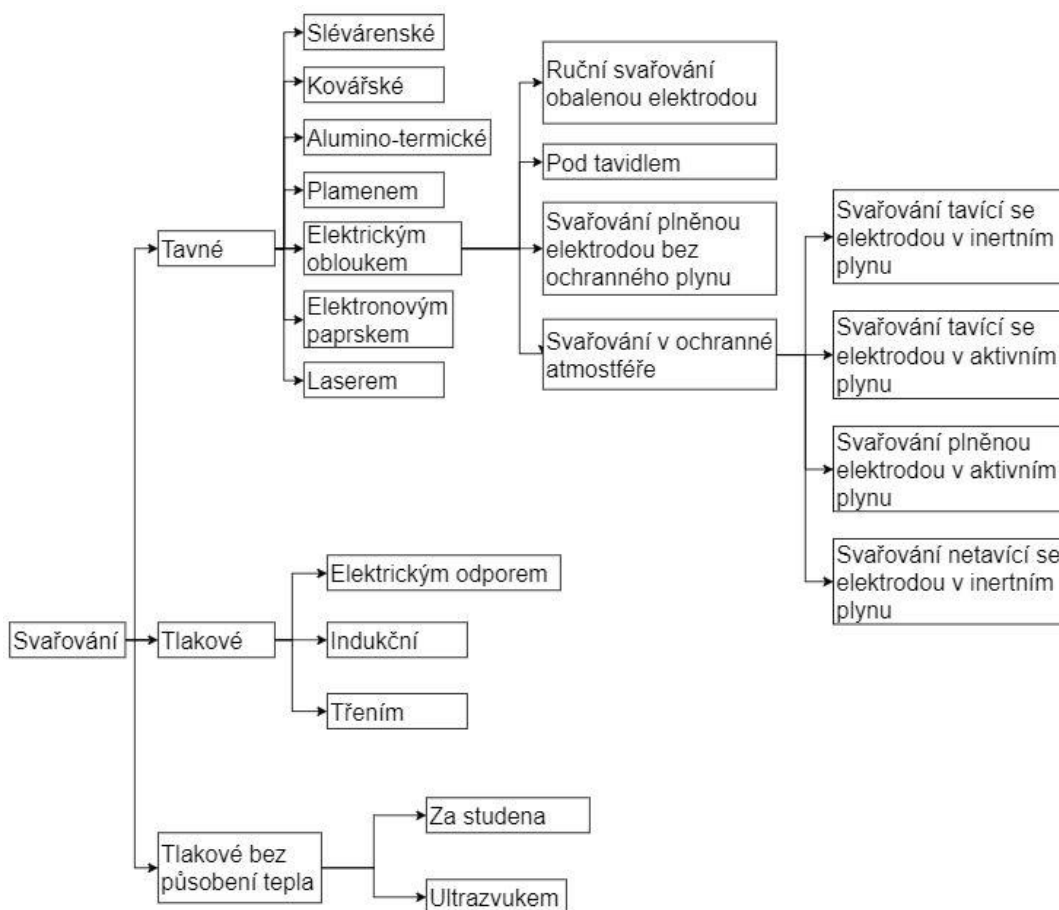 Svařování
Tavné
Slévárenské
Kovářské
Alumino-termické
Plamenem
Elektrickým
obloukem
Elektronovým
paprskem
Laserem
Ruční svařování
obalenou elektrodou
Pod tavidlem
Svařování plněnou
elektrodou bez
ochranného plynu
Svařování v ochranné
atmostféře
Svařování tavící se
elektrodou v inertním
plynu
Svařování tavící se
elektrodou v aktivním
plynu
Svařování plněnou
elektrodou v aktivním
plynu
Svařování netavící se
elektrodou v inertním
plynu
Tlakové
Elektrickým odporem
Indukční
Třením
Tlakové bez
působení tepla
Za studena
Ultrazvukem